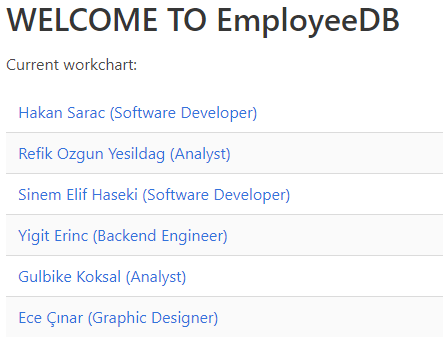 WELCOME TO EmployeeDB
Current workchart:
Hakan Sarac (Software Developer)
Refik Ozgun Yesildag (Analyst)
Sinem Elif Haseki (Software Developer)
Yigit Erinc (Backend Engineer)
Gulbike Koksal (Analyst)
Ece Çınar (Graphic Designer)